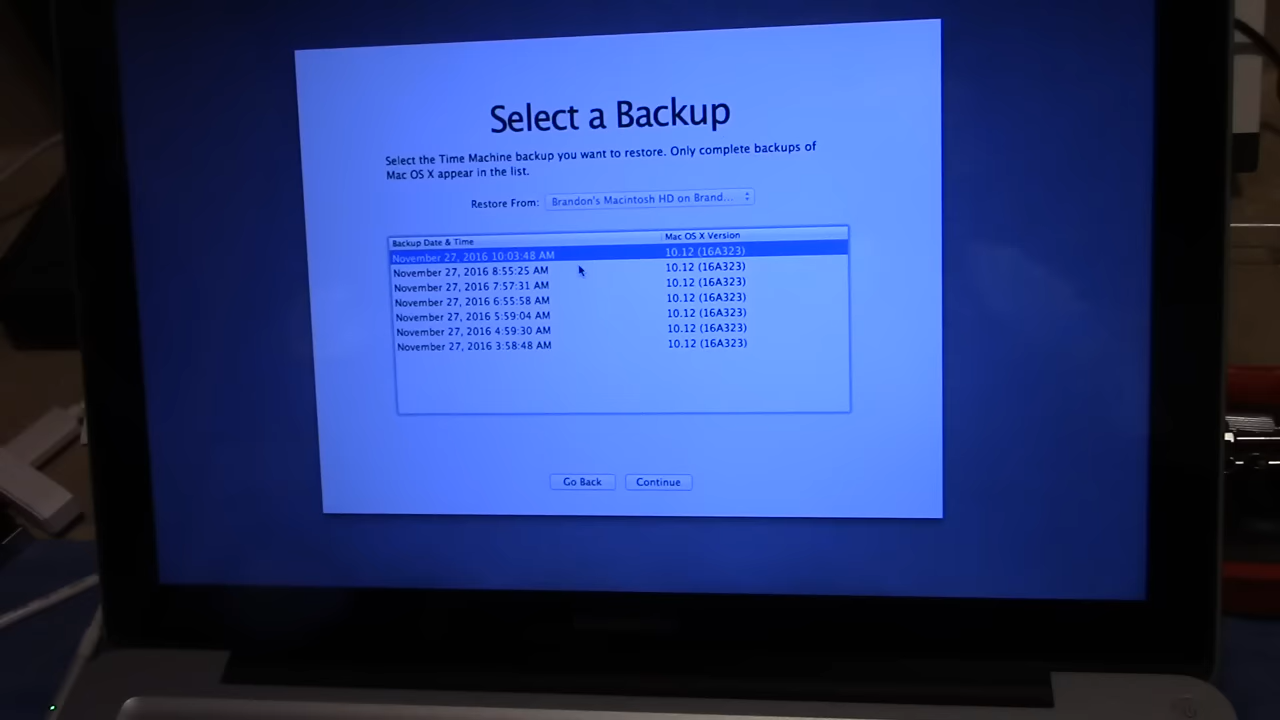 Select a Backup
Select the Time Machine backup you want to restore. Only complete backups of
Mac OS X appear in the list.
Restore From: Brandon's Macintosh HD on Brand...
Backup Date & Time Mac OS X Version
November 27, 2016 10:03:48 AM 10.12 (16A323)
November 27, 2016 8:55:25 AM 10.12 (16A323)
November 27, 2016 7:57:31 AM 10.12 (16A323)
November 27, 2016 6:55:58 AM 10.12 (16A323)
November 27, 2016 5:59:04 AM 10.12 (16A323)
November 27, 2016 4:59:30 AM 10.12 (16A323)
November 27, 2016 3:58:48 AM 10.12 (16A323)
Go Back Continue